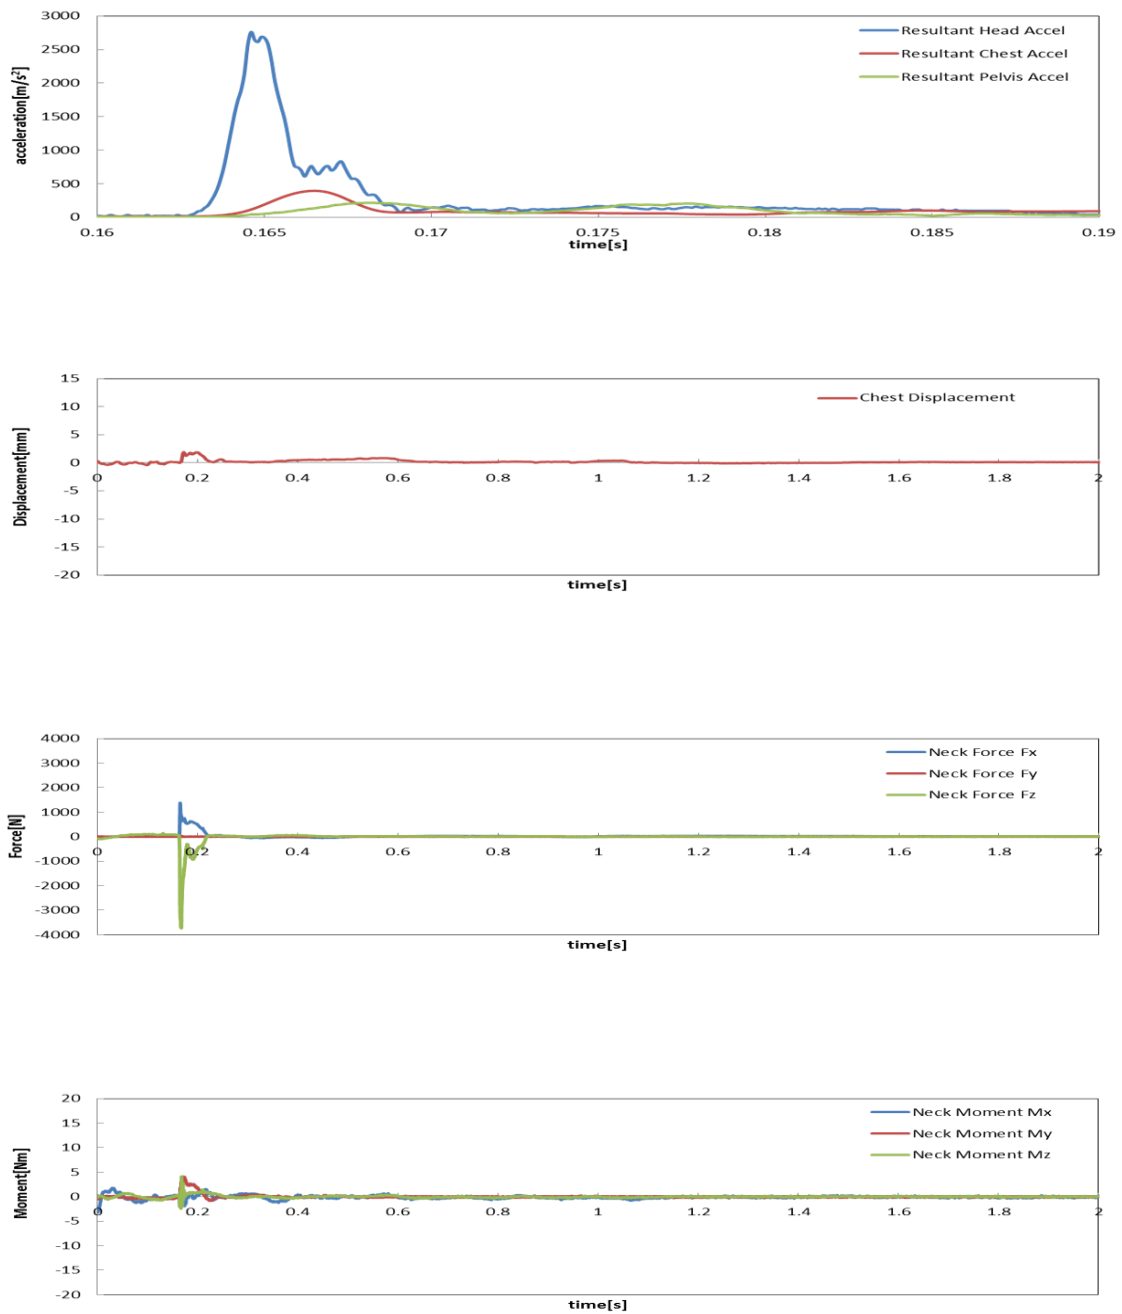 3000
2500
2000
1500
1000
500
0
acceleration[m/s²]
Resultant Head Accel
Resultant Chest Accel
Resultant Pelvis Accel
0.16 0.165 0.17 0.175 0.18 0.185 0.19
time[s]
15
10
5
0
-5
-10
-15
-20
Displacement[mm]
Chest Displacement
0 0.2 0.4 0.6 0.8 1 1.2 1.4 1.6 1.8 2
time[s]
4000
3000
2000
1000
0
-1000
-2000
-3000
-4000
Force[N]
Neck Force Fx
Neck Force Fy
Neck Force Fz
0 0.2 0.4 0.6 0.8 1 1.2 1.4 1.6 1.8 2
time[s]
20
15
10
5
0
-5
-10
-15
-20
Moment[Nm]
Neck Moment Mx
Neck Moment My
Neck Moment Mz
0 0.2 0.4 0.6 0.8 1 1.2 1.4 1.6 1.8 2
time[s]